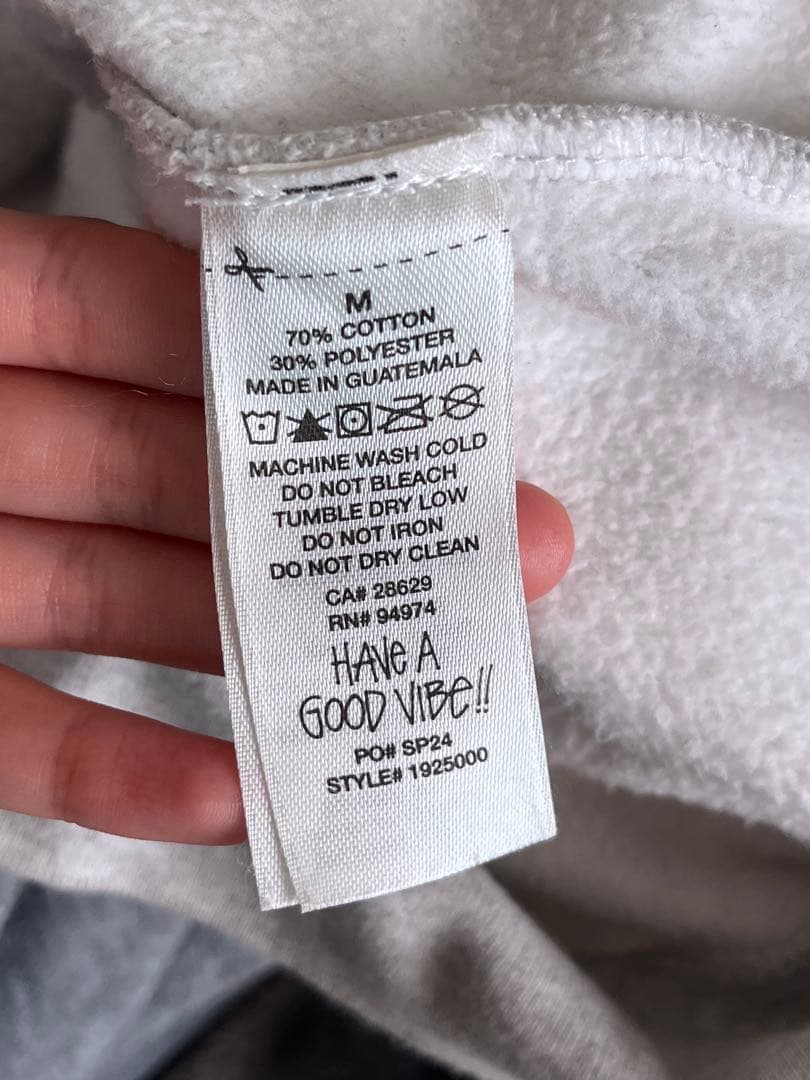 M
70% COTTON
30% POLYESTER
MADE IN GUATEMALA
MACHINE WASH COLD
DO NOT BLEACH
TUMBLE DRY LOW
DO NOT IRON
DO NOT DRY CLEAN
CA# 28629
RN# 94974
HAVe A
GOOD VIBe!!
PO# SP24
STYLE# 1925000